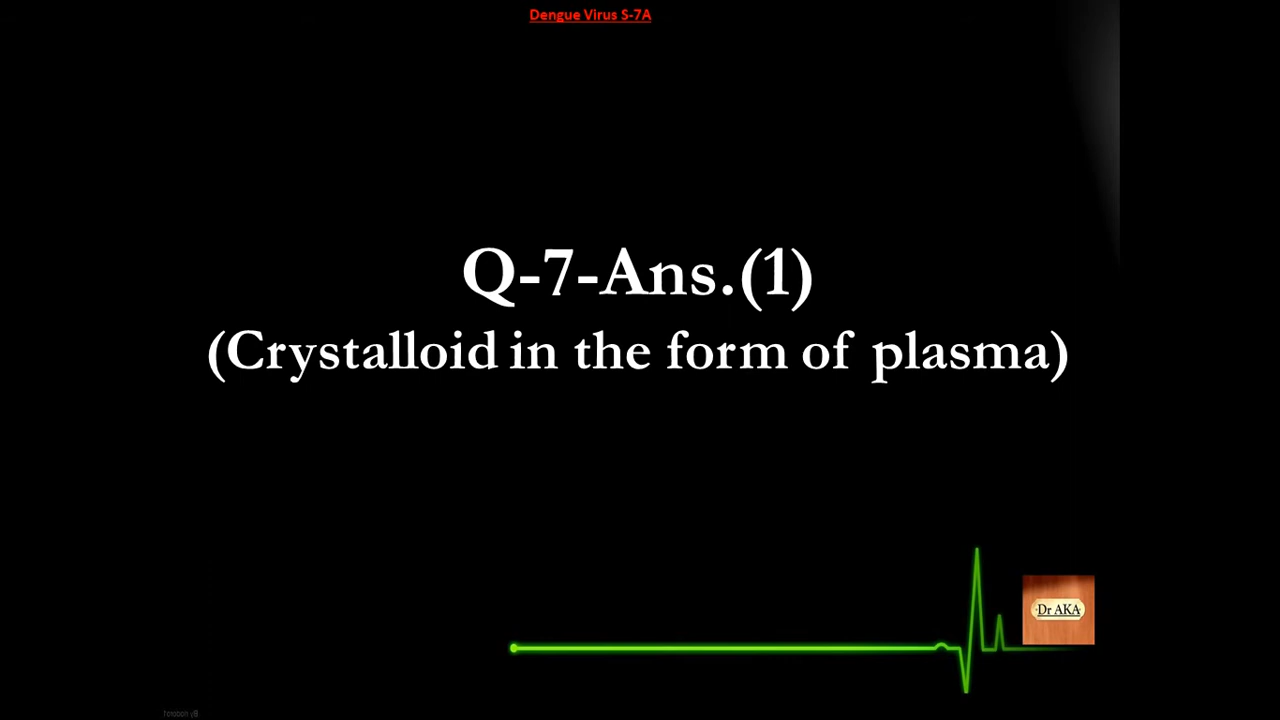 Dengue Virus S-7A
Q-7-Ans.(1)
(Crystalloid in the form of plasma)
Dr AKA